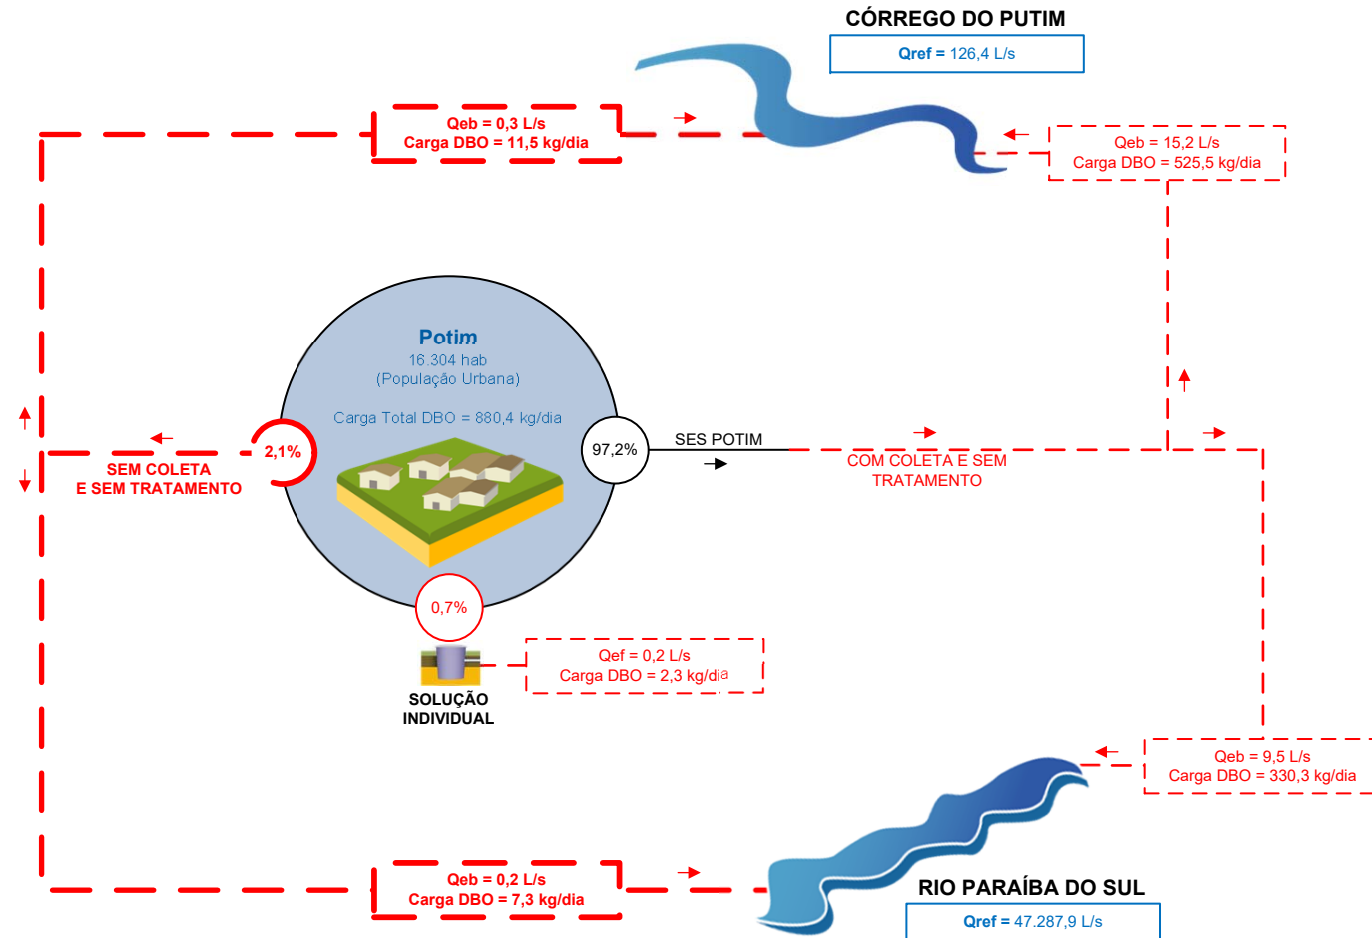 CÓRREGO DO PUTIM
Qref = 126,4 L/s
Qeb = 0,3 L/s
Carga DBO = 11,5 kg/dia
Qeb = 15,2 L/s
Carga DBO = 525,5 kg/dia
Potim
16.304 hab
(População Urbana)
Carga Total DBO = 880,4 kg/dia
2,1%
SEM COLETA
E SEM TRATAMENTO
97,2%
SES POTIM
COM COLETA E SEM
TRATAMENTO
0,7%
SOLUÇÃO
INDIVIDUAL
Qef = 0,2 L/s
Carga DBO = 2,3 kg/dia
Qeb = 9,5 L/s
Carga DBO = 330,3 kg/dia
Qeb = 0,2 L/s
Carga DBO = 7,3 kg/dia
RIO PARAÍBA DO SUL
Qref = 47.287,9 L/s